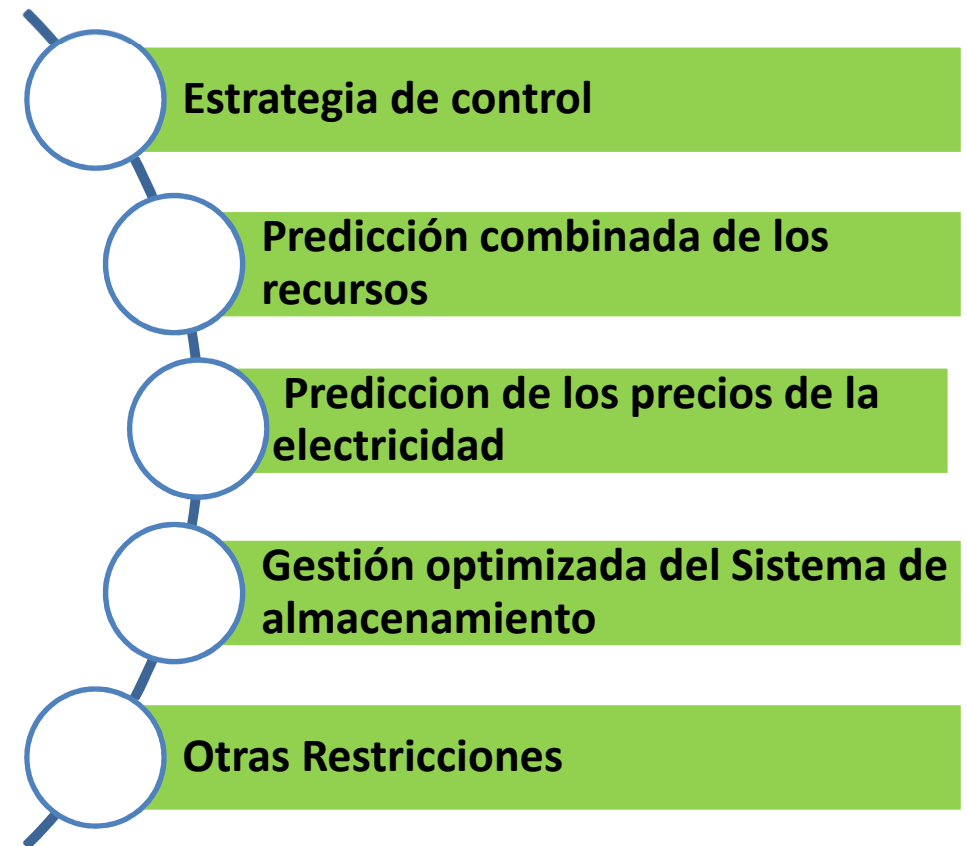 Estrategia de control
Predicción combinada de los
recursos
Prediccion de los precios de la
electricidad
Gestión optimizada del Sistema de
almacenamiento
Otras Restricciones